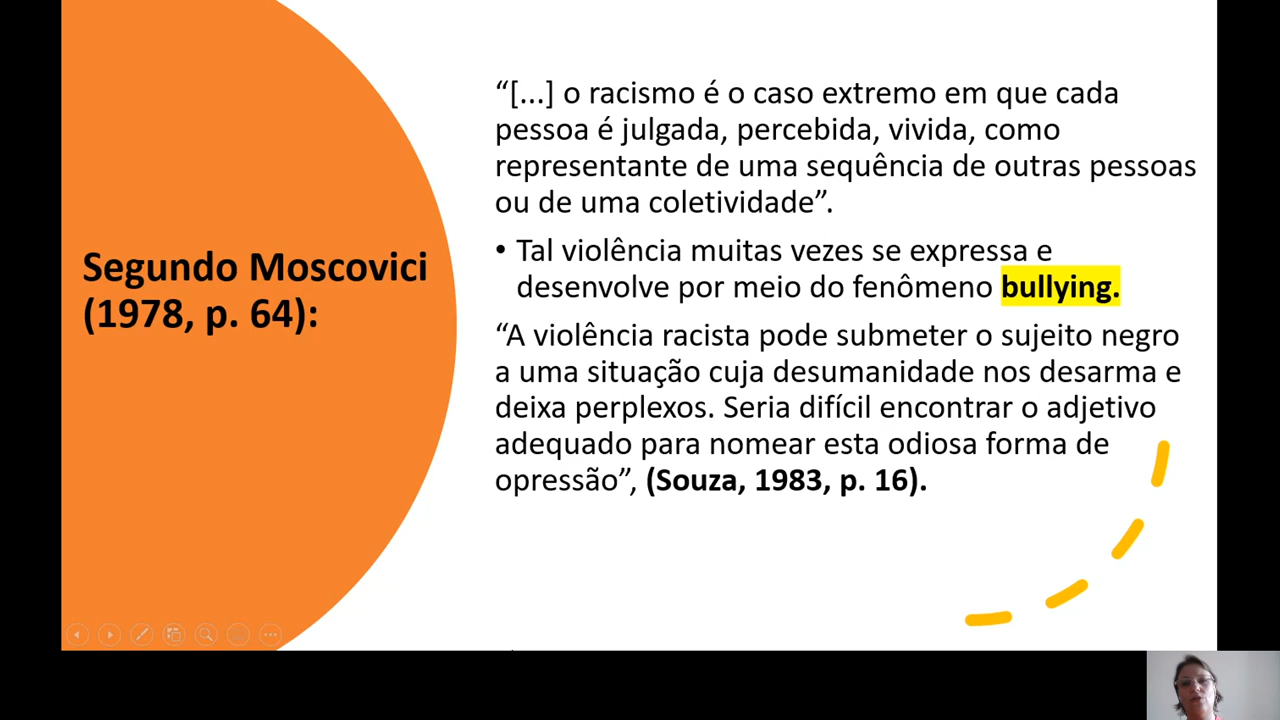 Segundo Moscovici
(1978, p. 64):
“[...] o racismo é o caso extremo em que cada
pessoa é julgada, percebida, vivida, como
representante de uma sequência de outras pessoas
ou de uma coletividade”.
• Tal violência muitas vezes se expressa e
desenvolve por meio do fenômeno bullying.
“A violência racista pode submeter o sujeito negro
a uma situação cuja desumanidade nos desarma e
deixa perplexos. Seria difícil encontrar o adjetivo
adequado para nomear esta odiosa forma de
opressão”, (Souza, 1983, p. 16).